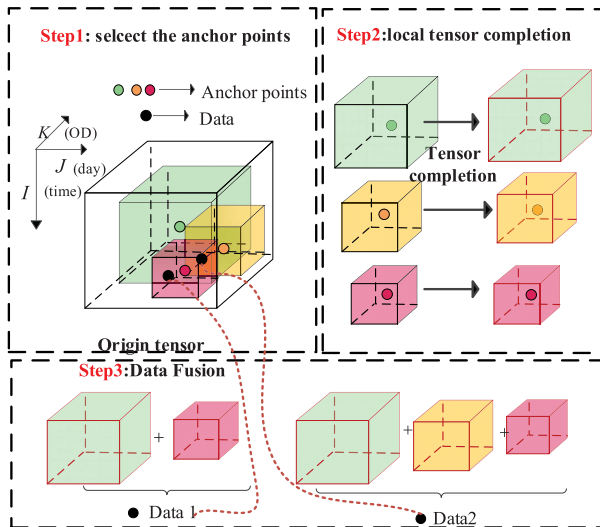 Step1: selcect the anchor points
Anchor points
Data
K (OD)
J (day)
I (time)
Origin tensor
Step2:local tensor completion
Tensor
completion
Step3:Data Fusion
+
+
+
Data 1
Data2